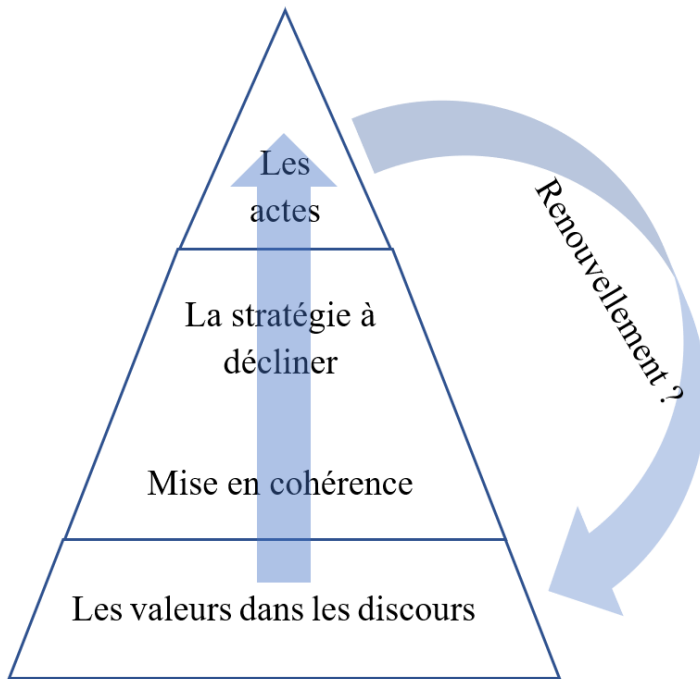 Les
actes
La stratégie à
décliner
Mise en cohérence
Les valeurs dans les discours
Renouvellement ?